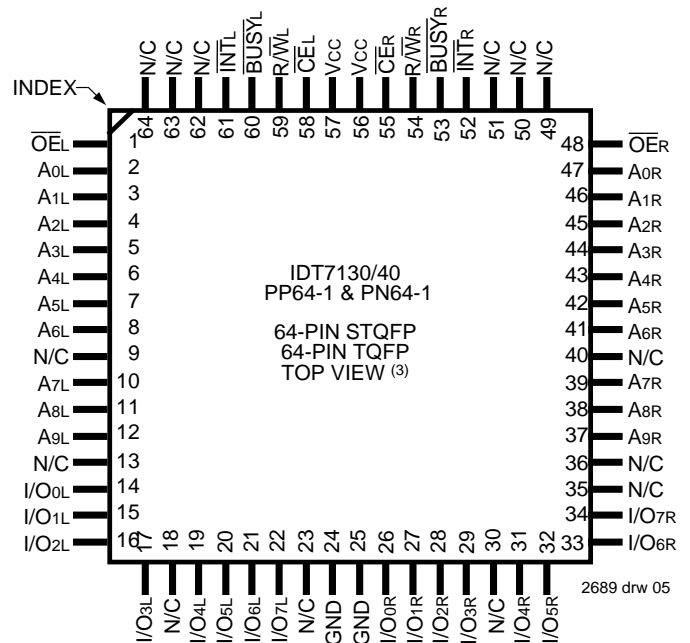 N/C
N/C
N/C
INTL
BUSYL
R/WL
CEL
VCC
VCC
CER
R/WR
BUSYR
INTR
N/C
N/C
N/C
INDEX
64
63
62
61
60
59
58
57
56
55
54
53
52
51
50
49
OEL 1
A0L 2
A1L 3
A2L 4
A3L 5
A4L 6
A5L 7
A6L 8
N/C 9
A7L 10
A8L 11
A9L 12
N/C 13
I/O0L 14
I/O1L 15
I/O2L 16
IDT7130/40
PP64-1 & PN64-1
64-PIN STQFP
64-PIN TQFP
TOP VIEW (3)
48 OER
47 A0R
46 A1R
45 A2R
44 A3R
43 A4R
42 A5R
41 A6R
40 N/C
39 A7R
38 A8R
37 A9R
36 N/C
35 N/C
34 I/O7R
33 I/O6R
17
18
19
20
21
22
23
24
25
26
27
28
29
30
31
32
I/O3L
N/C
I/O4L
I/O5L
I/O6L
I/O7L
N/C
GND
GND
I/O0R
I/O1R
I/O2R
I/O3R
N/C
I/O4R
I/O5R
2689 drw 05